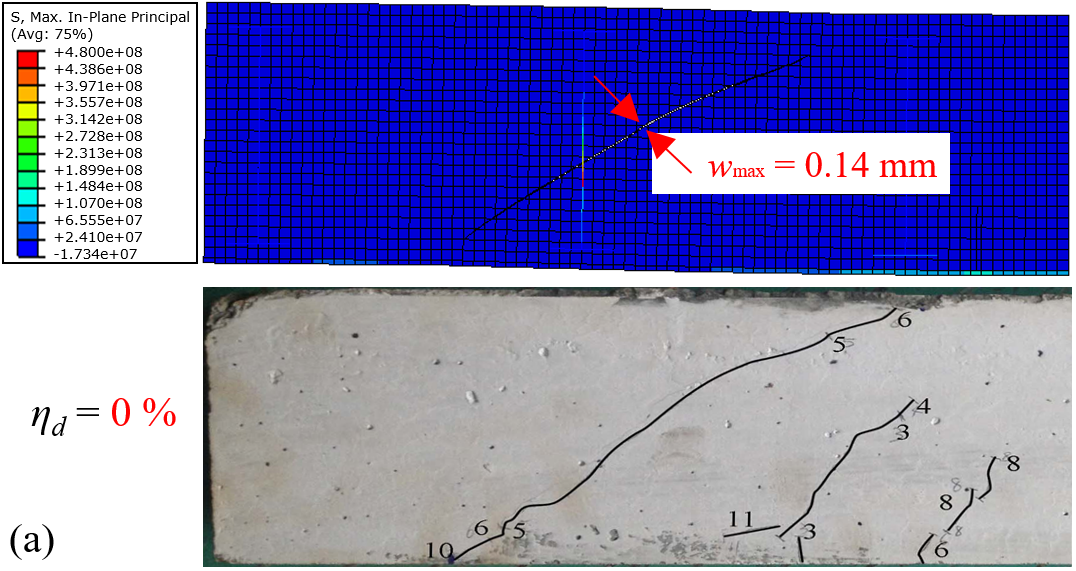 S, Max. In-Plane Principal
(Avg: 75%)
+4.800e+08
+4.386e+08
+3.971e+08
+3.557e+08
+3.142e+08
+2.728e+08
+2.313e+08
+1.899e+08
+1.484e+08
+1.070e+08
+6.555e+07
+2.410e+07
-1.734e+07
wmax = 0.14 mm
ηd = 0 %
(a)
6
5
4
3
8
8
11
3
6
5
10
6